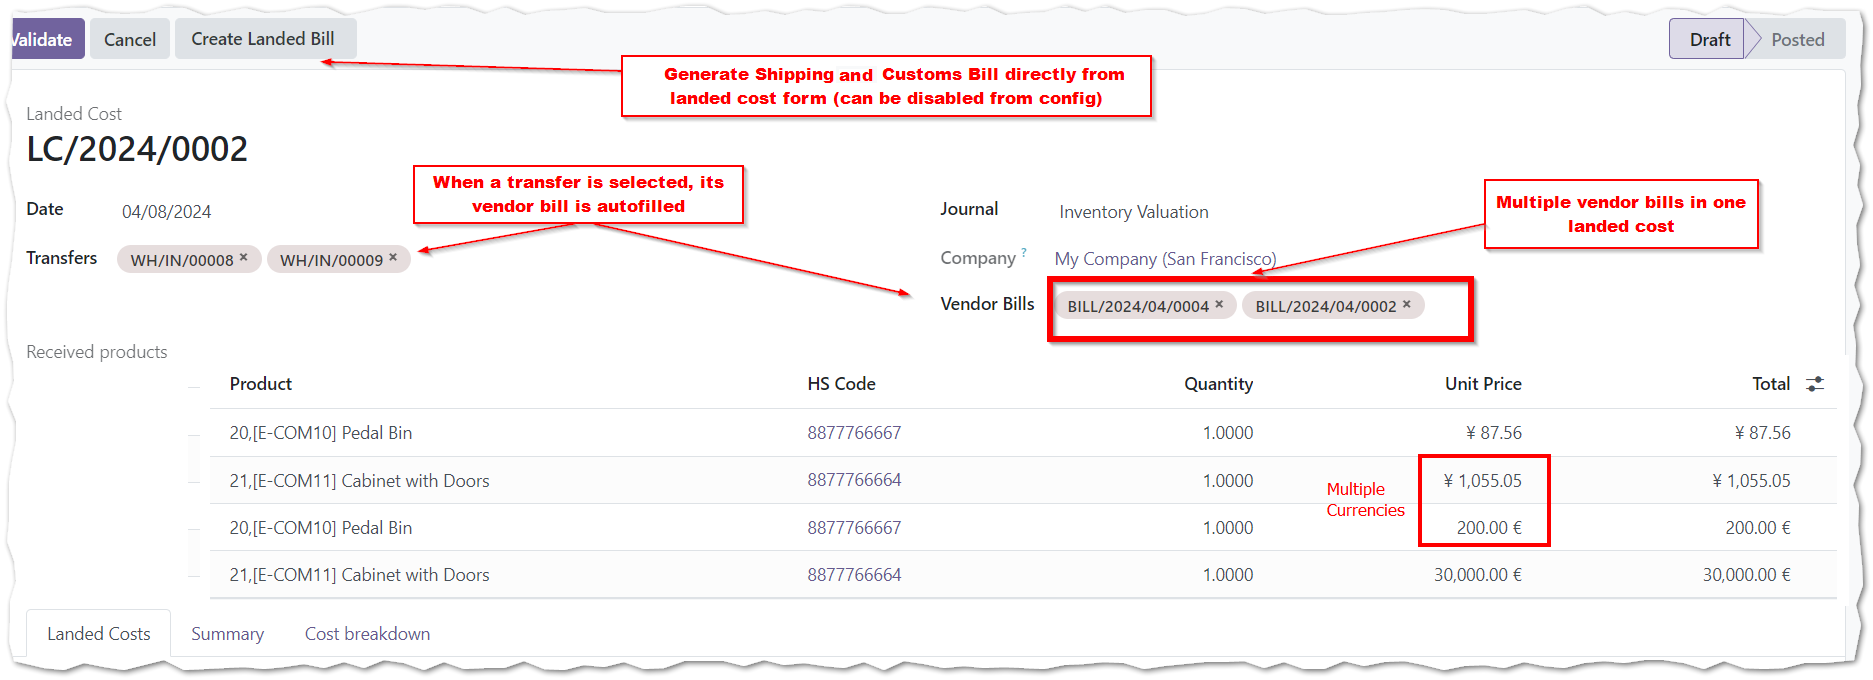 Validate Cancel Create Landed Bill Draft Posted
Generate Shipping and Customs Bill directly from
landed cost form (can be disabled from config)
Landed Cost
LC/2024/0002
When a transfer is selected, its
vendor bill is autofilled
Multiple vendor bills in one
landed cost
Date 04/08/2024
Journal Inventory Valuation
Transfers WH/IN/00008 × WH/IN/00009 ×
Company ? My Company (San Francisco)
Vendor Bills BILL/2024/04/0004 × BILL/2024/04/0002 ×
Received products
Product HS Code Quantity Unit Price Total
20,[E-COM10] Pedal Bin 8877766667 1.0000 ¥ 87.56 ¥ 87.56
21,[E-COM11] Cabinet with Doors 8877766664 1.0000 ¥ 1,055.05 ¥ 1,055.05
Multiple
Currencies
20,[E-COM10] Pedal Bin 8877766667 1.0000 200.00 € 200.00 €
21,[E-COM11] Cabinet with Doors 8877766664 1.0000 30,000.00 € 30,000.00 €
Landed Costs Summary Cost breakdown